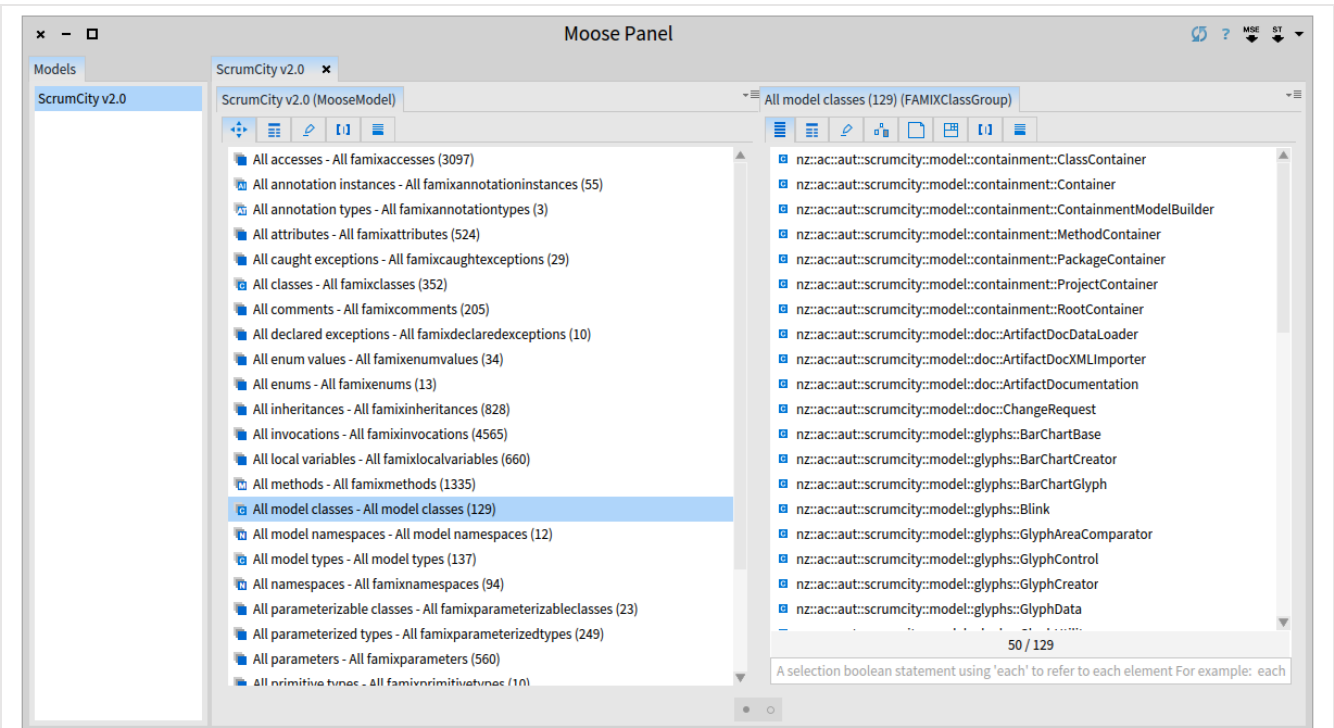 Moose Panel
? MSE ST
Models
ScrumCity v2.0
ScrumCity v2.0
ScrumCity v2.0 (MooseModel)
All accesses - All famixaccesses (3097)
All annotation instances - All famixannotationinstances (55)
All annotation types - All famixannotationtypes (3)
All attributes - All famixattributes (524)
All caught exceptions - All famixcaughtexceptions (29)
All classes - All famixclasses (352)
All comments - All famixcomments (205)
All declared exceptions - All famixdeclaredexceptions (10)
All enum values - All famixenumvalues (34)
All enums - All famixenums (13)
All inheritances - All famixinheritances (828)
All invocations - All famixinvocations (4565)
All local variables - All famixlocalvariables (660)
All methods - All famixmethods (1335)
All model classes - All model classes (129)
All model namespaces - All model namespaces (12)
All model types - All model types (137)
All namespaces - All famixnamespaces (94)
All parameterizable classes - All famixparameterizableclasses (23)
All parameterized types - All famixparameterizedtypes (249)
All parameters - All famixparameters (560)
All primitive types - All famixprimitivetypes (10)
All model classes (129) (FAMIXClassGroup)
nz::ac::aut::scrumcity::model::containment::ClassContainer
nz::ac::aut::scrumcity::model::containment::Container
nz::ac::aut::scrumcity::model::containment::ContainmentModelBuilder
nz::ac::aut::scrumcity::model::containment::MethodContainer
nz::ac::aut::scrumcity::model::containment::PackageContainer
nz::ac::aut::scrumcity::model::containment::ProjectContainer
nz::ac::aut::scrumcity::model::containment::RootContainer
nz::ac::aut::scrumcity::model::doc::ArtifactDocDataLoader
nz::ac::aut::scrumcity::model::doc::ArtifactDocXMLImporter
nz::ac::aut::scrumcity::model::doc::ArtifactDocumentation
nz::ac::aut::scrumcity::model::doc::ChangeRequest
nz::ac::aut::scrumcity::model::glyphs::BarChartBase
nz::ac::aut::scrumcity::model::glyphs::BarChartCreator
nz::ac::aut::scrumcity::model::glyphs::BarChartGlyph
nz::ac::aut::scrumcity::model::glyphs::Blink
nz::ac::aut::scrumcity::model::glyphs::GlyphAreaComparator
nz::ac::aut::scrumcity::model::glyphs::GlyphControl
nz::ac::aut::scrumcity::model::glyphs::GlyphCreator
nz::ac::aut::scrumcity::model::glyphs::GlyphData
50 / 129
A selection boolean statement using 'each' to refer to each element For example: each